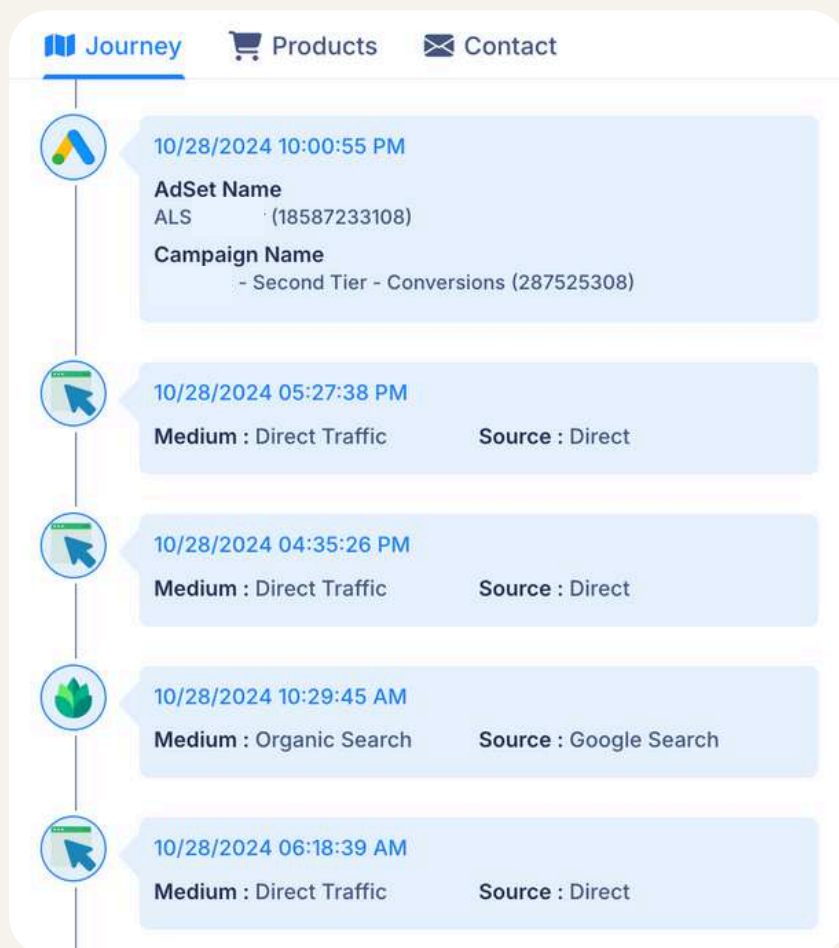 Journey Products Contact
10/28/2024 10:00:55 PM
AdSet Name
ALS (18587233108)
Campaign Name
- Second Tier - Conversions (287525308)
10/28/2024 05:27:38 PM
Medium : Direct Traffic Source : Direct
10/28/2024 04:35:26 PM
Medium : Direct Traffic Source : Direct
10/28/2024 10:29:45 AM
Medium : Organic Search Source : Google Search
10/28/2024 06:18:39 AM
Medium : Direct Traffic Source : Direct